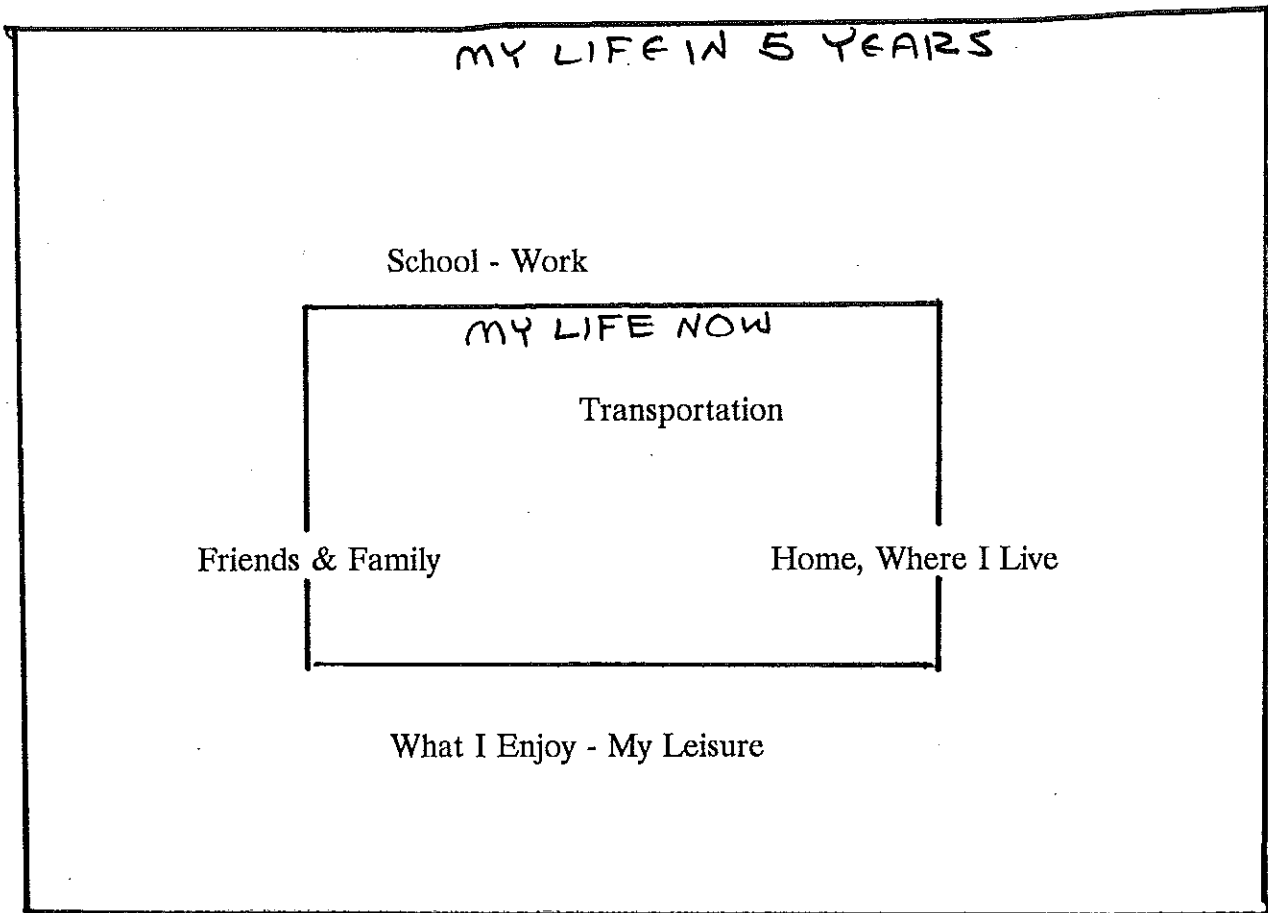 MY LIFE IN 5 YEARS
School - Work
MY LIFE NOW
Transportation
Friends & Family
Home, Where I Live
What I Enjoy - My Leisure